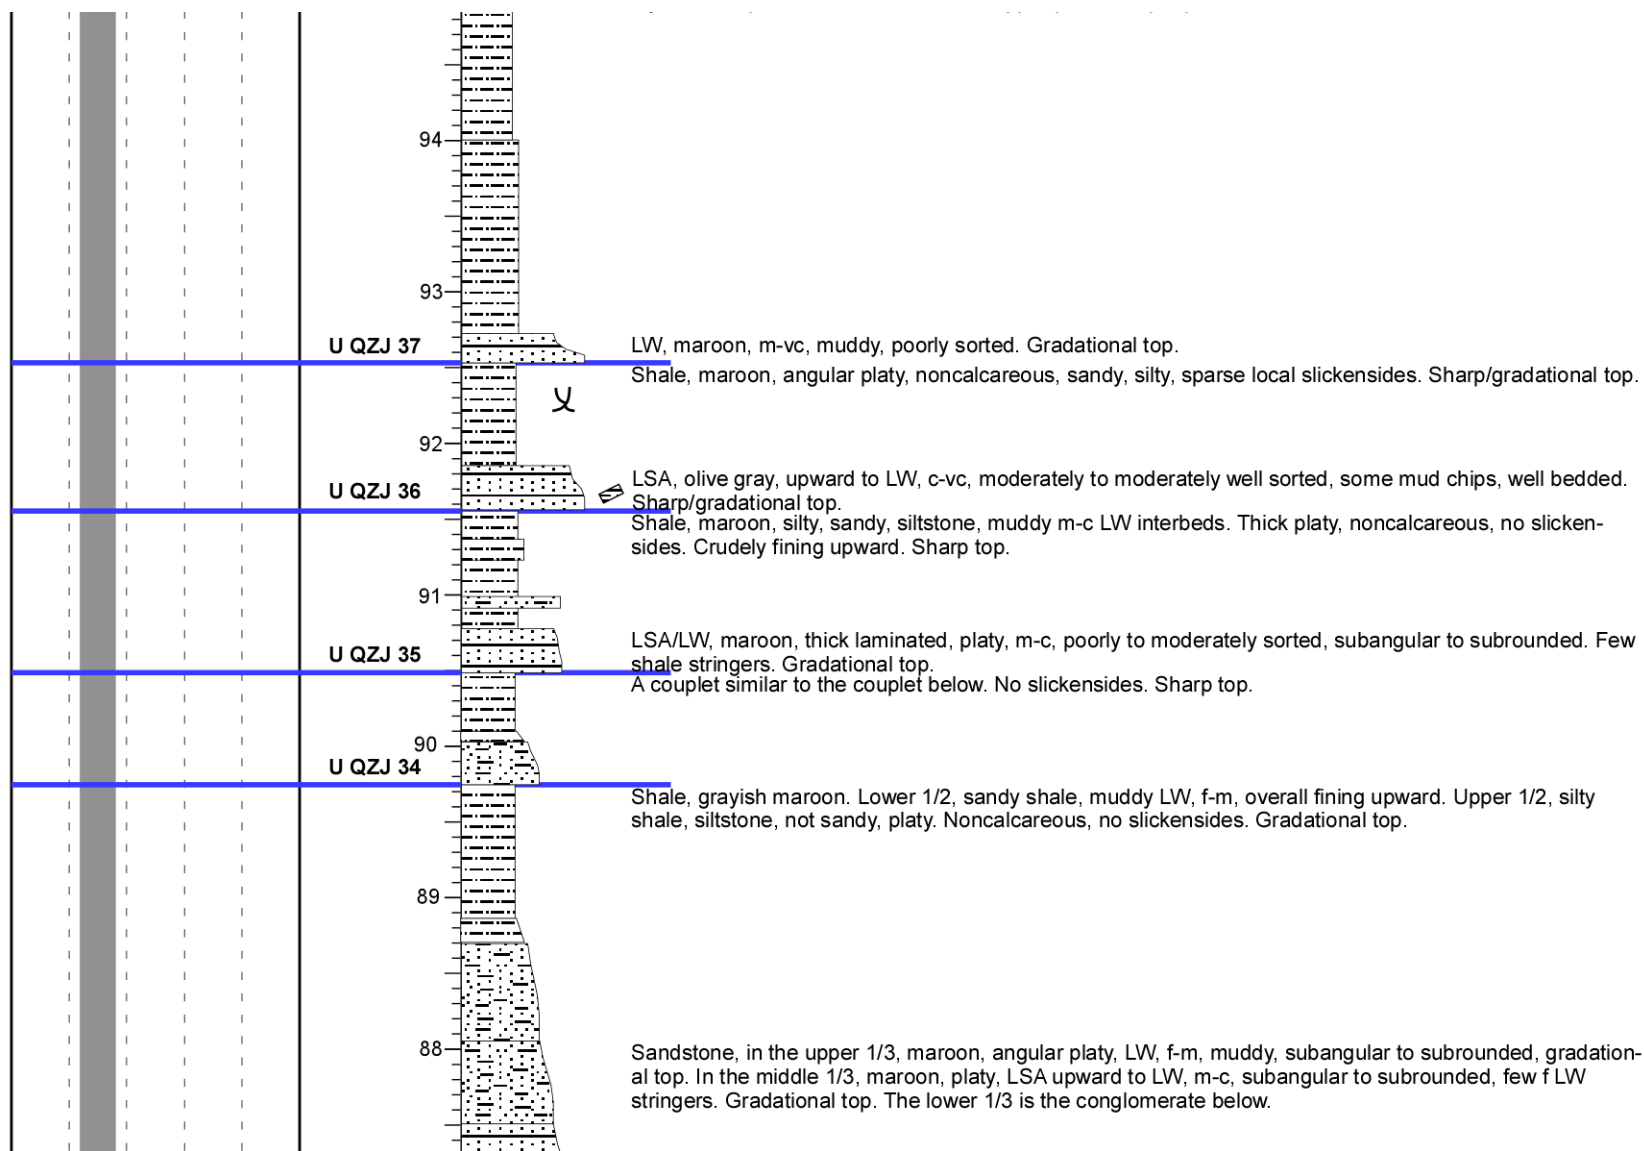 94
93
U QZJ 37
LW, maroon, m-vc, muddy, poorly sorted. Gradational top.
Shale, maroon, angular platy, noncalcareous, sandy, silty, sparse local slickensides. Sharp/gradational top.
92
U QZJ 36
LSA, olive gray, upward to LW, c-vc, moderately to moderately well sorted, some mud chips, well bedded.
Sharp/gradational top.
Shale, maroon, silty, sandy, siltstone, muddy m-c LW interbeds. Thick platy, noncalcareous, no slicken-
sides. Crudely fining upward. Sharp top.
91
U QZJ 35
LSA/LW, maroon, thick laminated, platy, m-c, poorly to moderately sorted, subangular to subrounded. Few
shale stringers. Gradational top.
A couplet similar to the couplet below. No slickensides. Sharp top.
90
U QZJ 34
Shale, grayish maroon. Lower 1/2, sandy shale, muddy LW, f-m, overall fining upward. Upper 1/2, silty
shale, siltstone, not sandy, platy. Noncalcareous, no slickensides. Gradational top.
89
88
Sandstone, in the upper 1/3, maroon, angular platy, LW, f-m, muddy, subangular to subrounded, gradation-
al top. In the middle 1/3, maroon, platy, LSA upward to LW, m-c, subangular to subrounded, few f LW
stringers. Gradational top. The lower 1/3 is the conglomerate below.